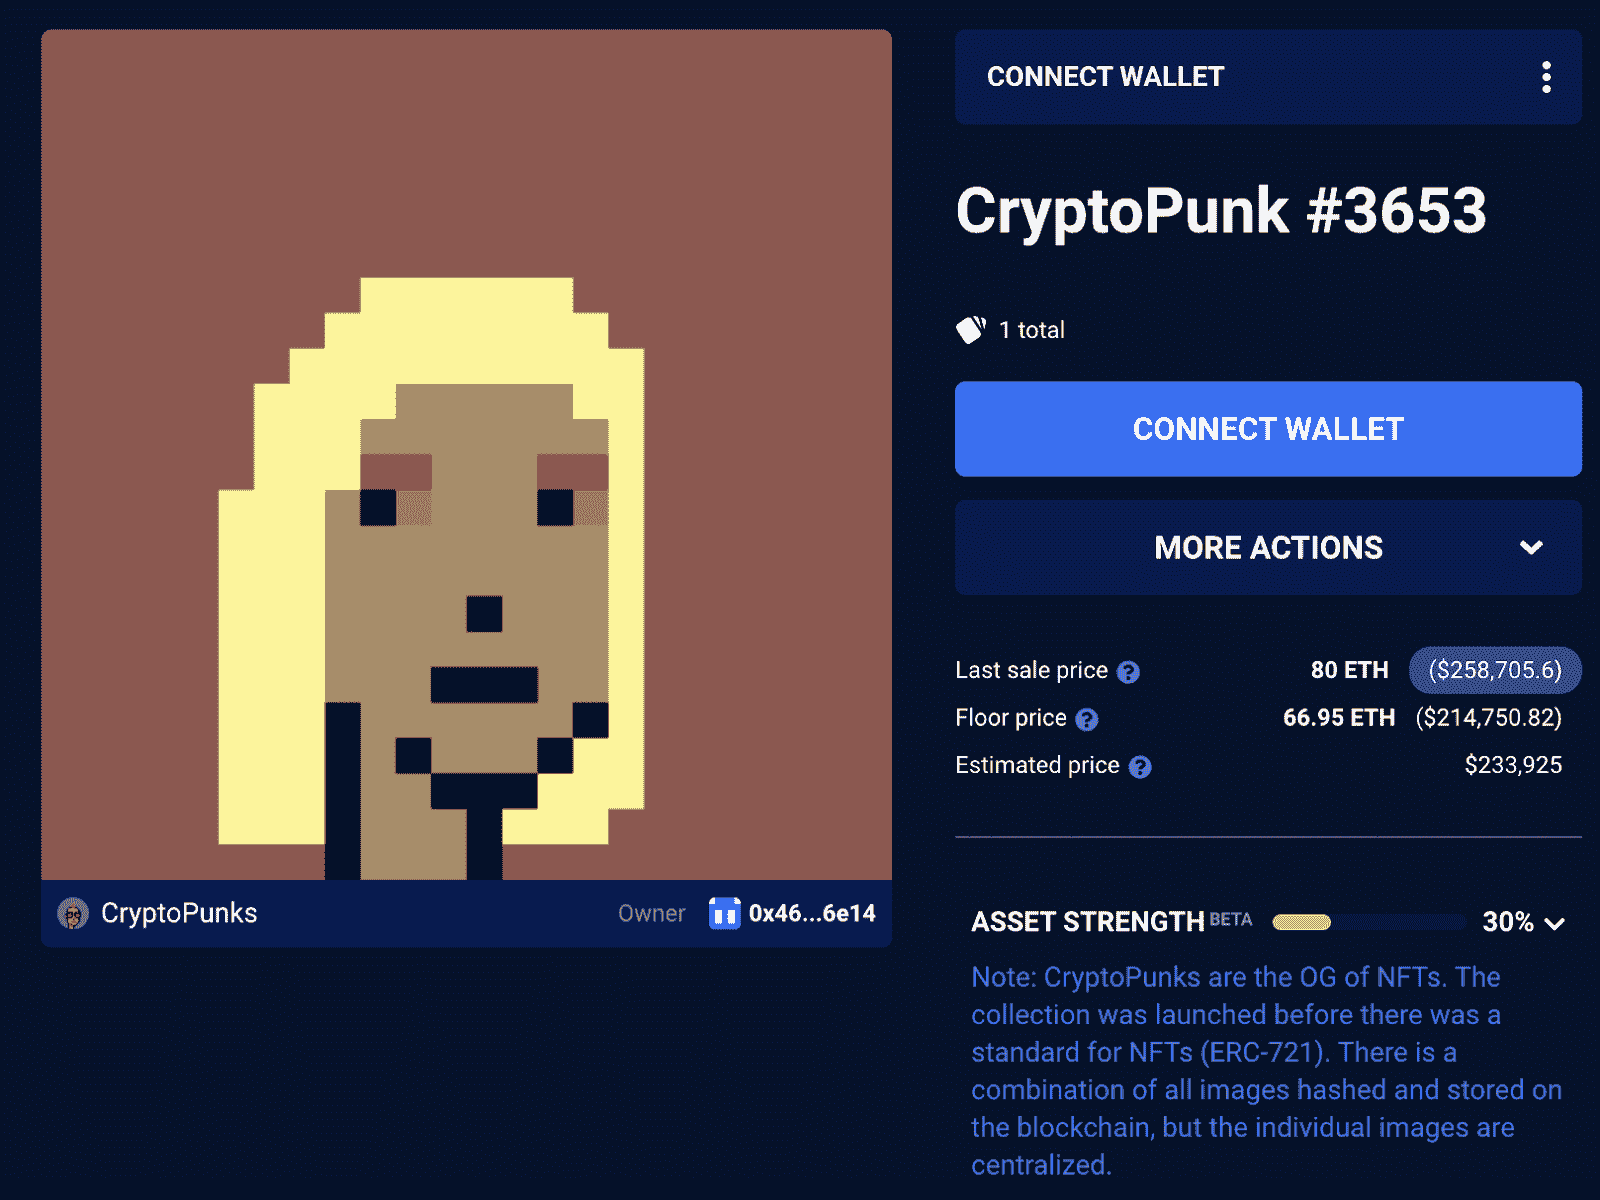 CONNECT WALLET
CryptoPunk #3653
1 total
CONNECT WALLET
MORE ACTIONS
Last sale price ? 80 ETH ($258,705.6)
Floor price ? 66.95 ETH ($214,750.82)
Estimated price ? $233,925
CryptoPunks Owner 0x46...6e14
ASSET STRENGTH BETA 30%
Note: CryptoPunks are the OG of NFTs. The
collection was launched before there was a
standard for NFTs (ERC-721). There is a
combination of all images hashed and stored on
the blockchain, but the individual images are
centralized.